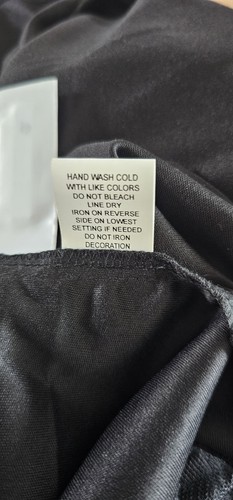 HAND WASH COLD
WITH LIKE COLORS
DO NOT BLEACH
LINE DRY
IRON ON REVERSE
SIDE ON LOWEST
SETTING IF NEEDED
DO NOT IRON
DECORATION